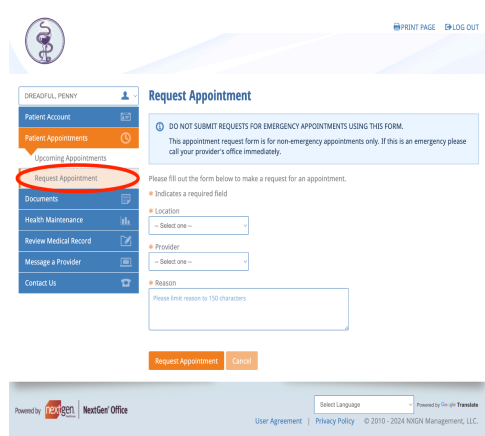 PRINT PAGE LOG OUT
DREADFUL, PENNY
Patient Account
Patient Appointments
Upcoming Appointments
Request Appointment
Documents
Health Maintenance
Review Medical Record
Message a Provider
Contact Us
Request Appointment
DO NOT SUBMIT REQUESTS FOR EMERGENCY APPOINTMENTS USING THIS FORM.
This appointment request form is for non-emergency appointments only. If this is an emergency please
call your provider's office immediately.
Please fill out the form below to make a request for an appointment.
* Indicates a required field
* Location
-- Select one --
* Provider
-- Select one --
* Reason
Please limit reason to 150 characters
Request Appointment Cancel
Powered by nextgen NextGen® Office
Select Language Powered by Google Translate
User Agreement | Privacy Policy © 2010 - 2024 NXGN Management, LLC.